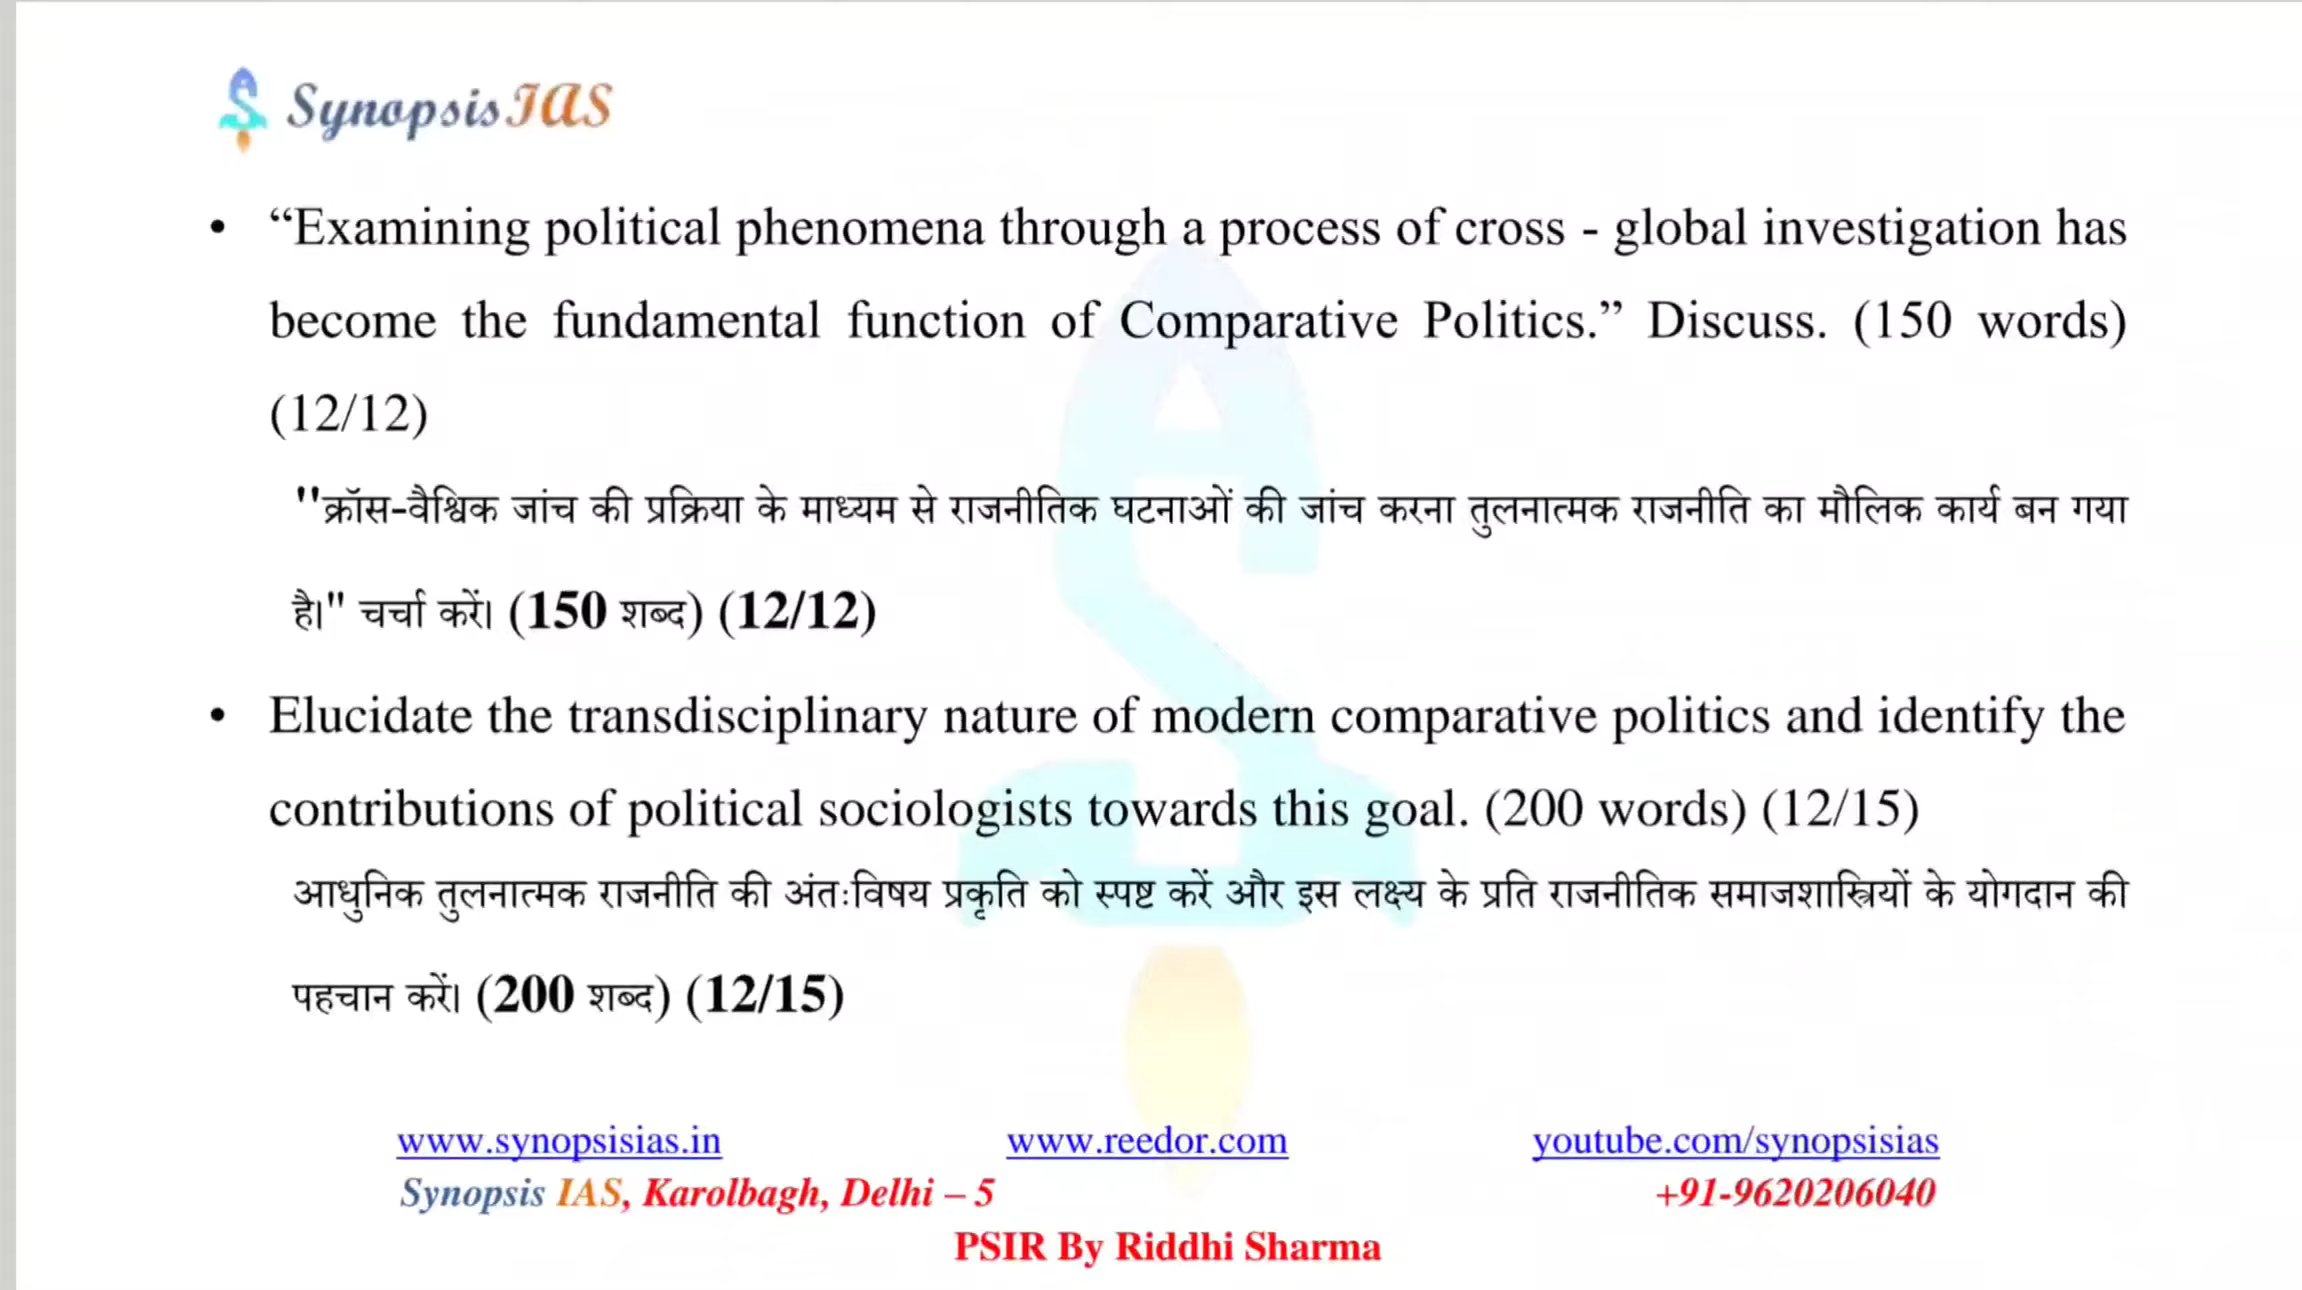 SynopsisIAS
• “Examining political phenomena through a process of cross - global investigation has
become the fundamental function of Comparative Politics.” Discuss. (150 words)
(12/12)
"क्रॉस-वैश्विक जांच की प्रक्रिया के माध्यम से राजनीतिक घटनाओं की जांच करना तुलनात्मक राजनीति का मौलिक कार्य बन गया
है।" चर्चा करें। (150 शब्द) (12/12)
• Elucidate the transdisciplinary nature of modern comparative politics and identify the
contributions of political sociologists towards this goal. (200 words) (12/15)
आधुनिक तुलनात्मक राजनीति की अंतःविषय प्रकृति को स्पष्ट करें और इस लक्ष्य के प्रति राजनीतिक समाजशास्त्रियों के योगदान की
पहचान करें। (200 शब्द) (12/15)
www.synopsisias.in www.reedor.com youtube.com/synopsisias
Synopsis IAS, Karolbagh, Delhi – 5 +91-9620206040
PSIR By Riddhi Sharma